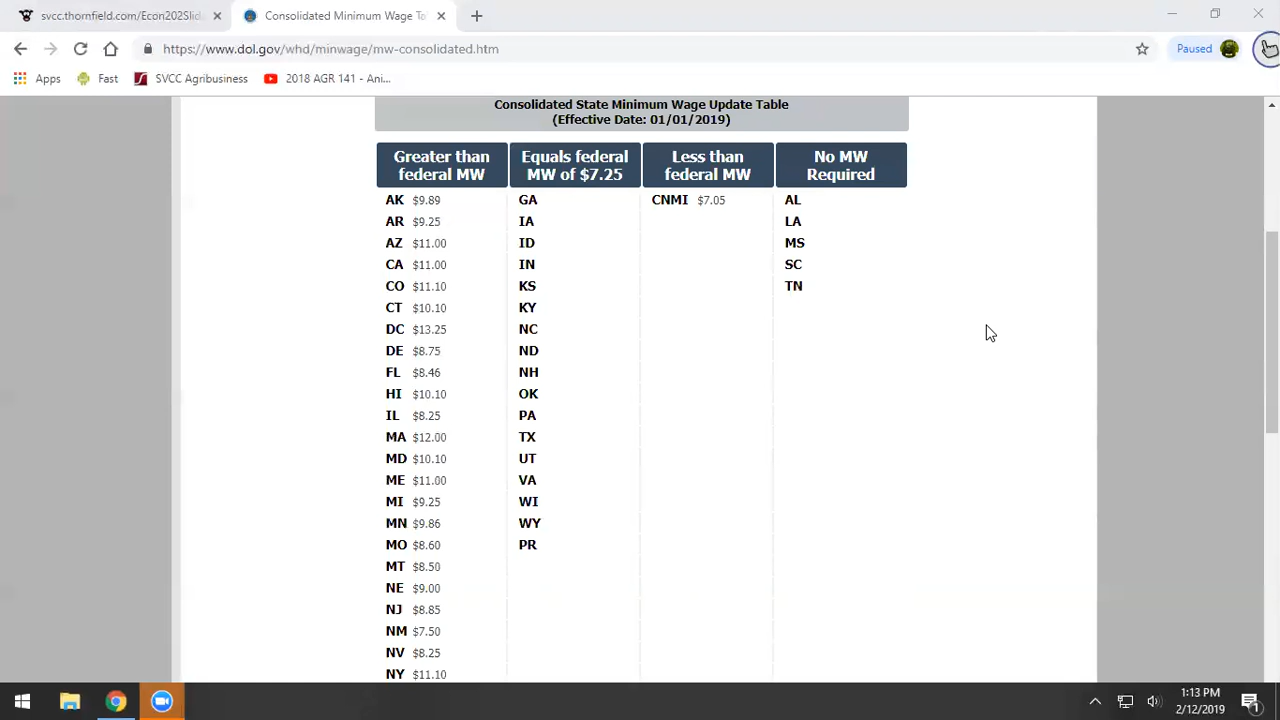 svcc.thornfield.com/Econ202Slid
Consolidated Minimum Wage To
https://www.dol.gov/whd/minwage/mw-consolidated.htm
Paused
Apps Fast SVCC Agribusiness 2018 AGR 141 - Ani...
Consolidated State Minimum Wage Update Table
(Effective Date: 01/01/2019)
Greater than
federal MW
Equals federal
MW of $7.25
Less than
federal MW
No MW
Required
AK $9.89 GA CNMI $7.05 AL
AR $9.25 IA LA
AZ $11.00 ID MS
CA $11.00 IN SC
CO $11.10 KS TN
CT $10.10 KY
DC $13.25 NC
DE $8.75 ND
FL $8.46 NH
HI $10.10 OK
IL $8.25 PA
MA $12.00 TX
MD $10.10 UT
ME $11.00 VA
MI $9.25 WI
MN $9.86 WY
MO $8.60 PR
MT $8.50
NE $9.00
NJ $8.85
NM $7.50
NV $8.25
NY $11.10
1:13 PM
2/12/2019